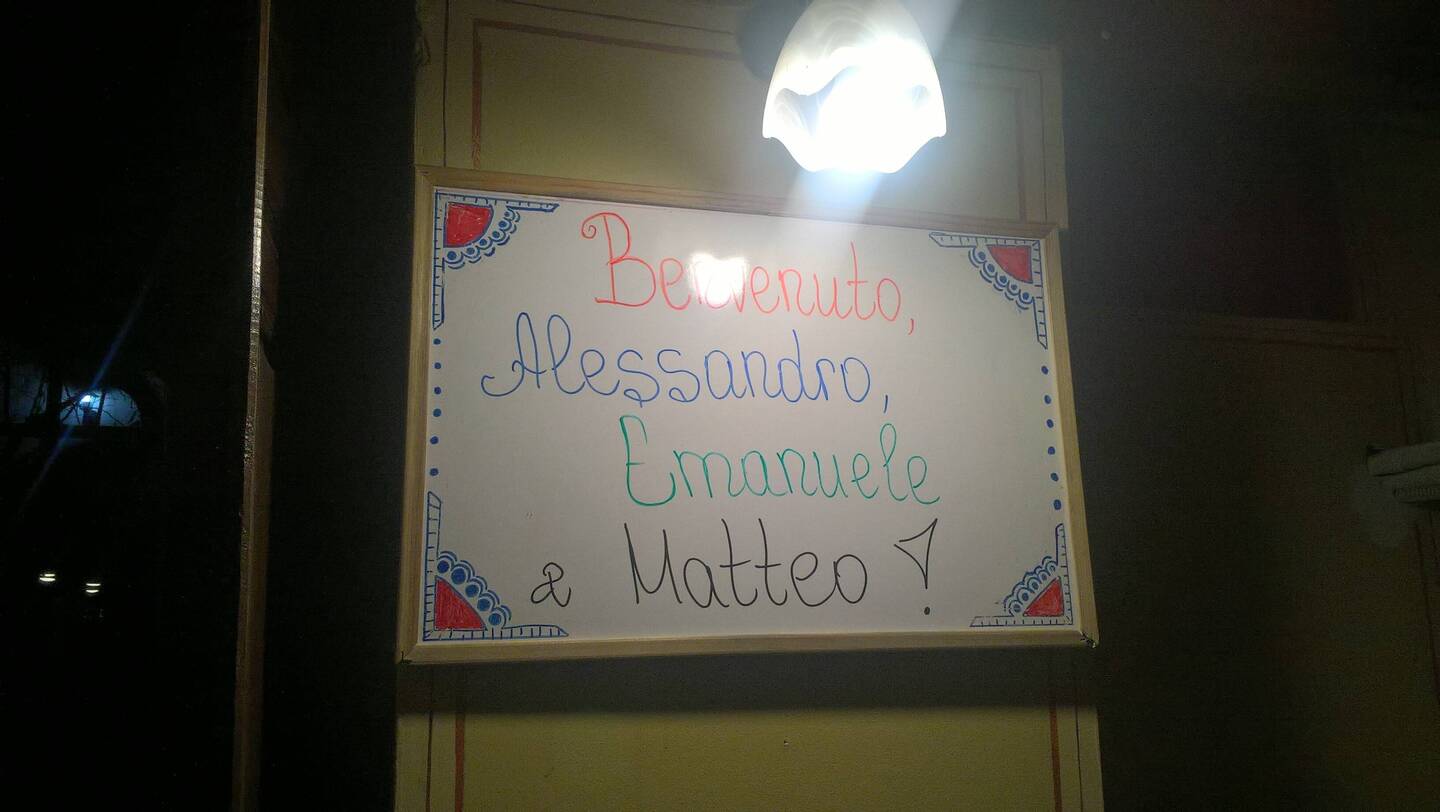 Benvenuto,
Alessandro,
Emanuele
& Matteo!